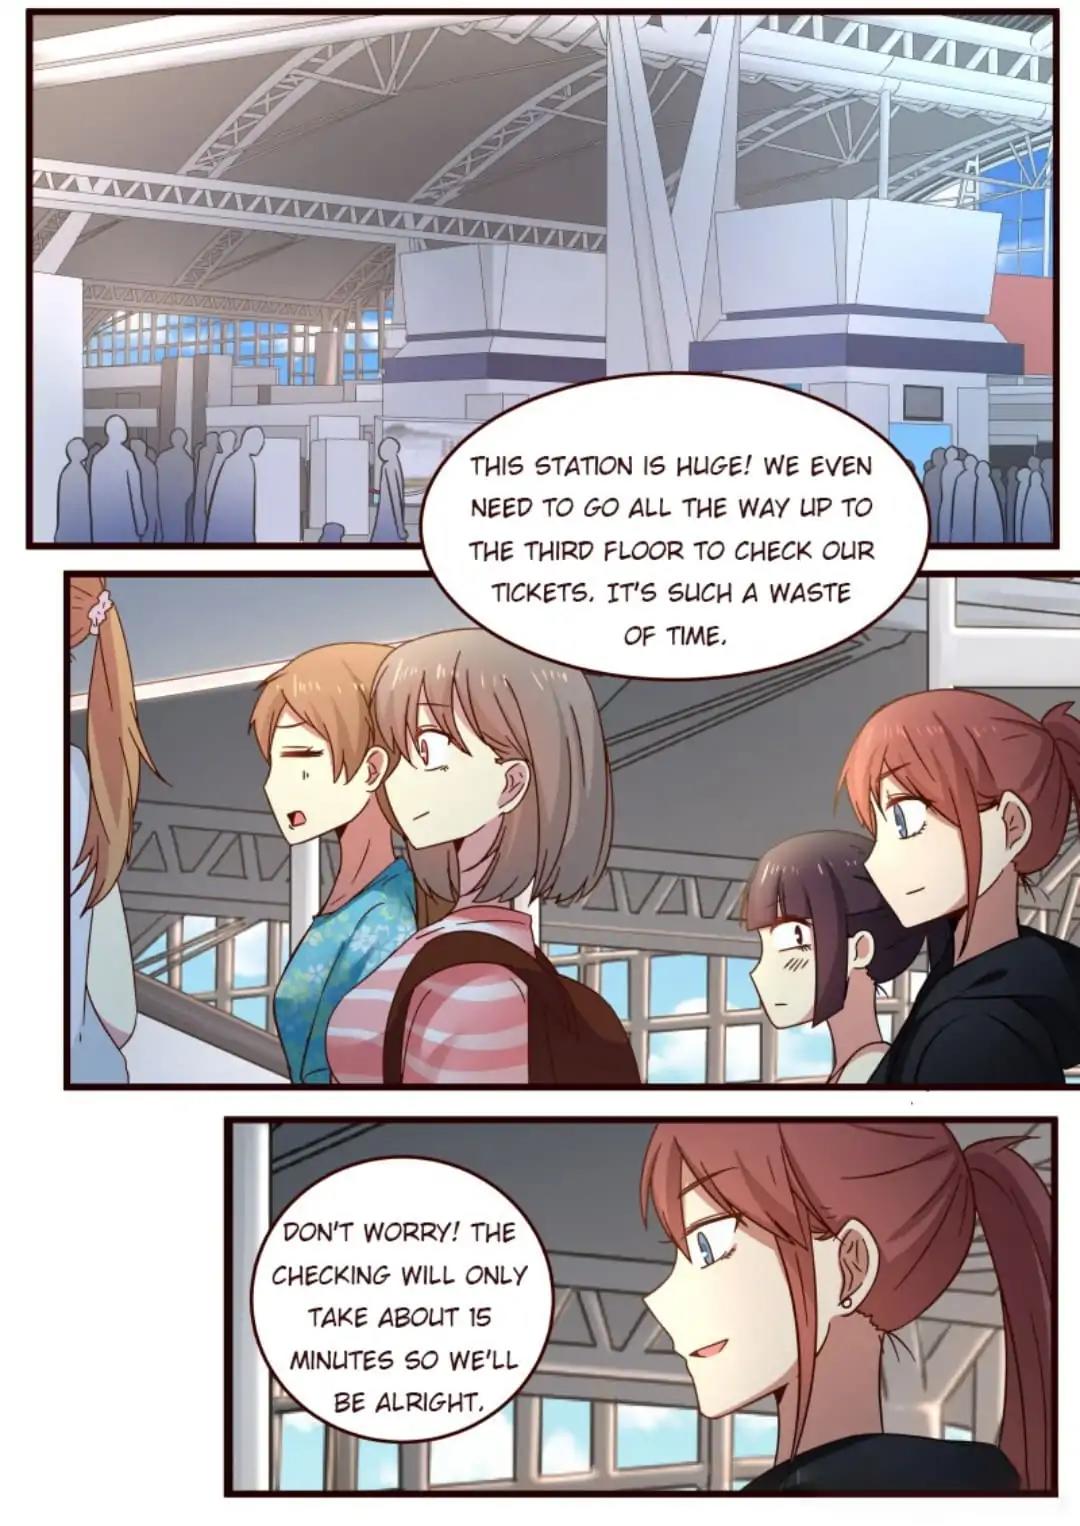 THIS STATION IS HUGE! WE EVEN
NEED TO GO ALL THE WAY UP TO
THE THIRD FLOOR TO CHECK OUR
TICKETS. IT'S SUCH A WASTE
OF TIME.
DON'T WORRY! THE
CHECKING WILL ONLY
TAKE ABOUT 15
MINUTES SO WE'LL
BE ALRIGHT.